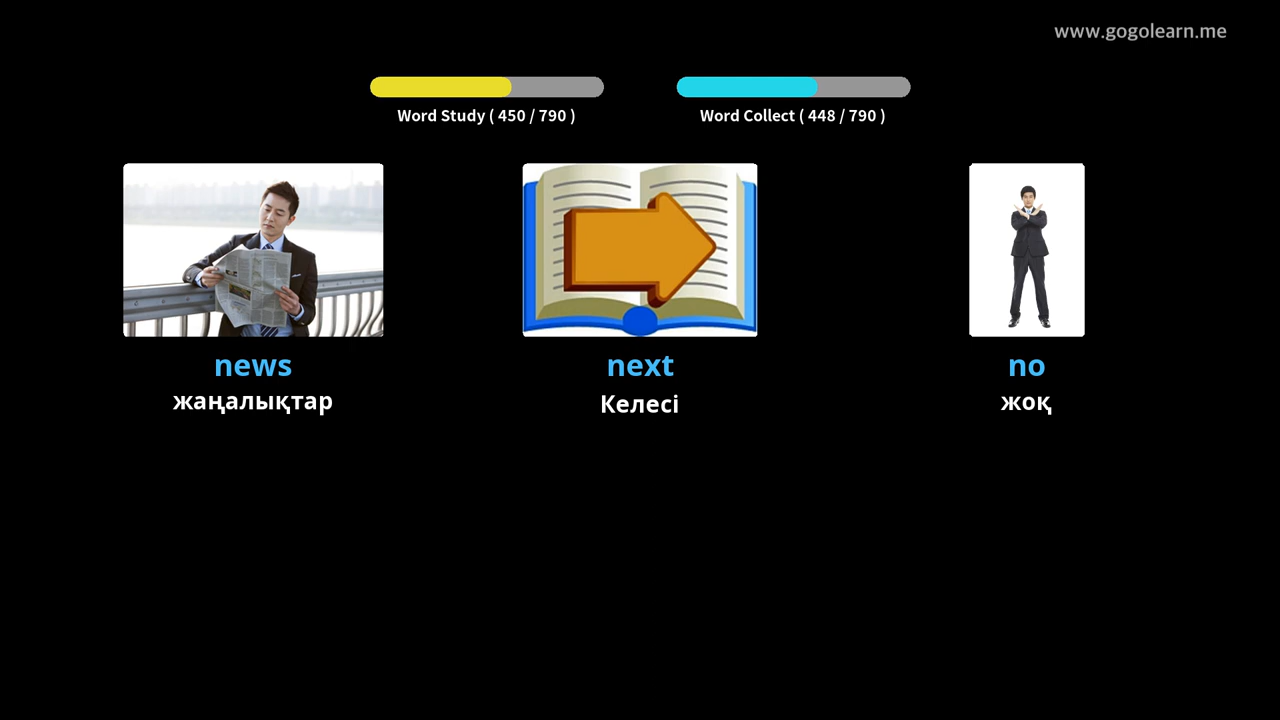 www.gogolearn.me
Word Study ( 450 / 790 )
Word Collect ( 448 / 790 )
news
next
no
жаңалықтар
Келесі
жоқ